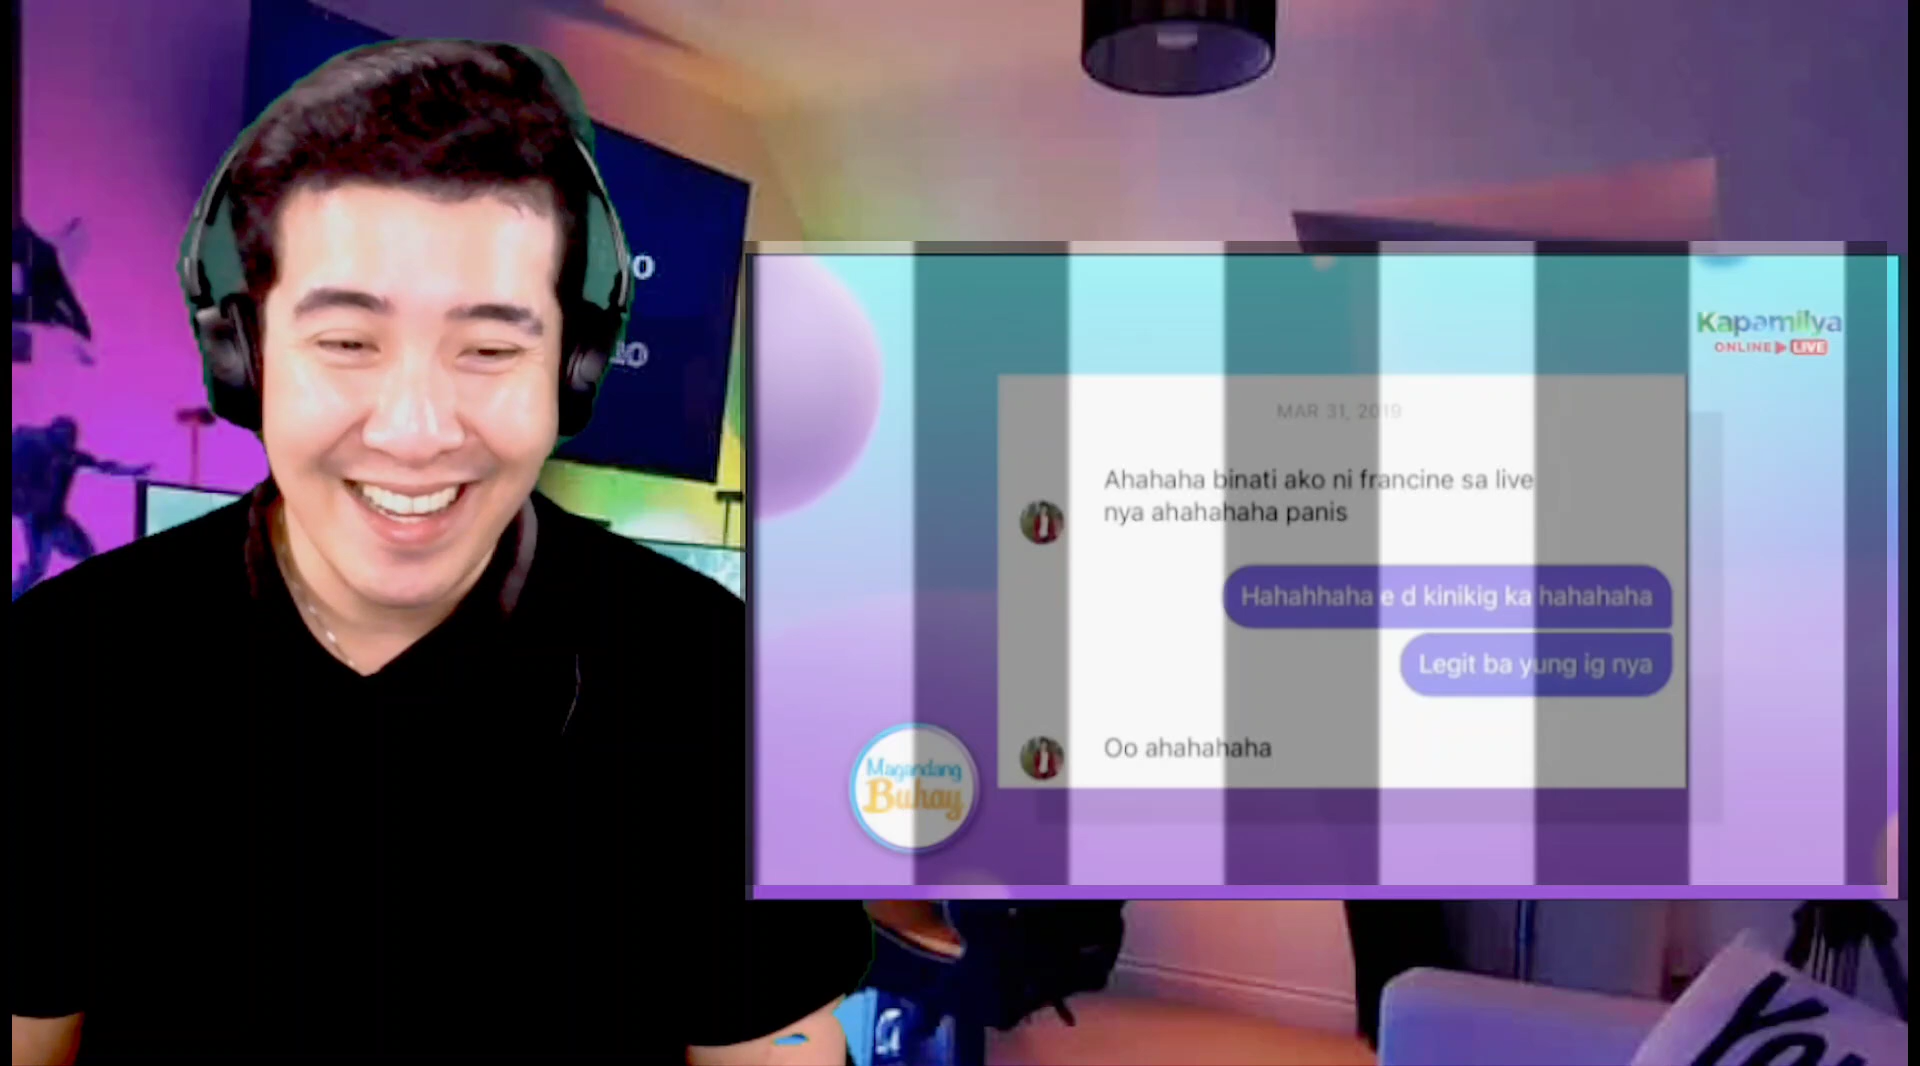 Kapamilya
ONLINE LIVE
MAR 31, 2019
Ahahaha binati ako ni francine sa live
nya ahahahaha panis
Hahahhaha e d kinikig ka hahahaha
Legit ba yung ig nya
Oo ahahahaha
Magandang
Buhay